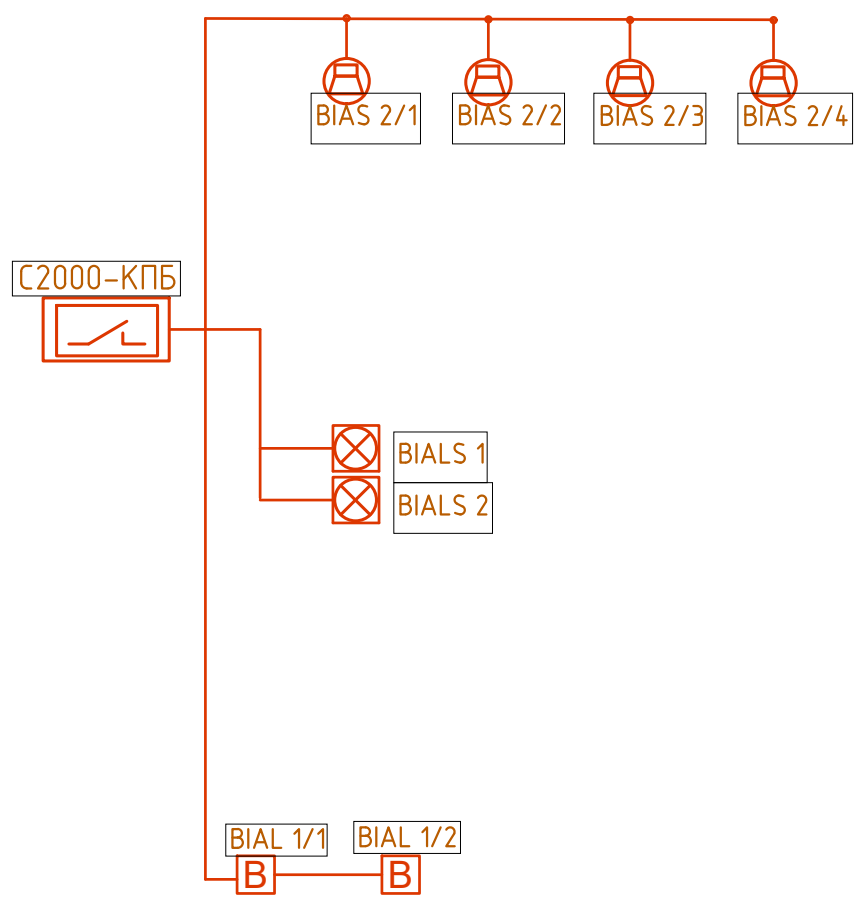 BIAS 2/1
BIAS 2/2
BIAS 2/3
BIAS 2/4
С2000-КПБ
BIALS 1
BIALS 2
BIAL 1/1
BIAL 1/2
B
B